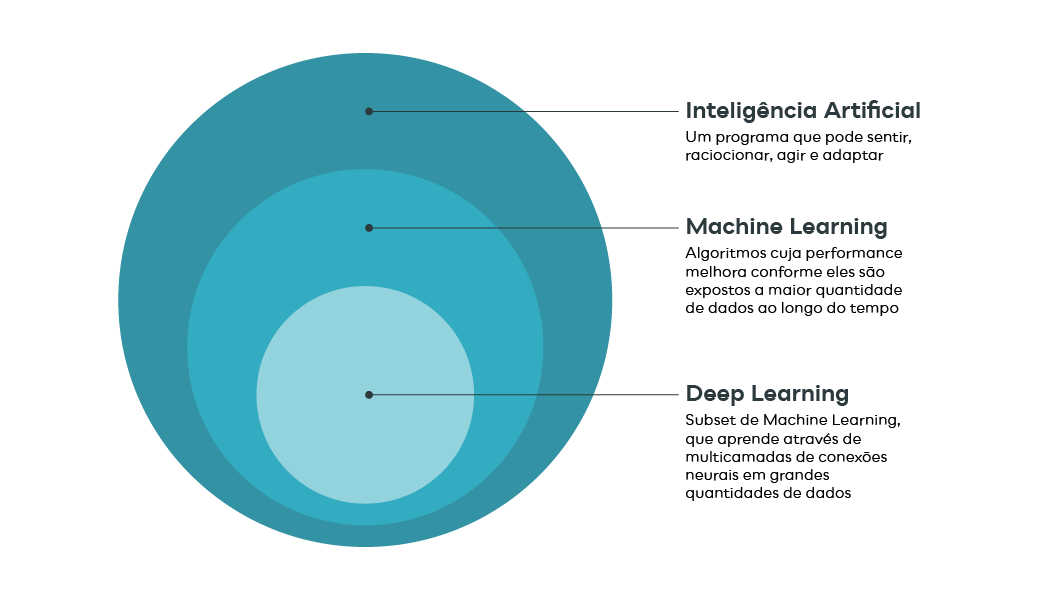 Inteligência Artificial
Um programa que pode sentir,
raciocionar, agir e adaptar
Machine Learning
Algoritmos cuja performance
melhora conforme eles são
expostos a maior quantidade
de dados ao longo do tempo
Deep Learning
Subset de Machine Learning,
que aprende através de
multicamadas de conexões
neurais em grandes
quantidades de dados